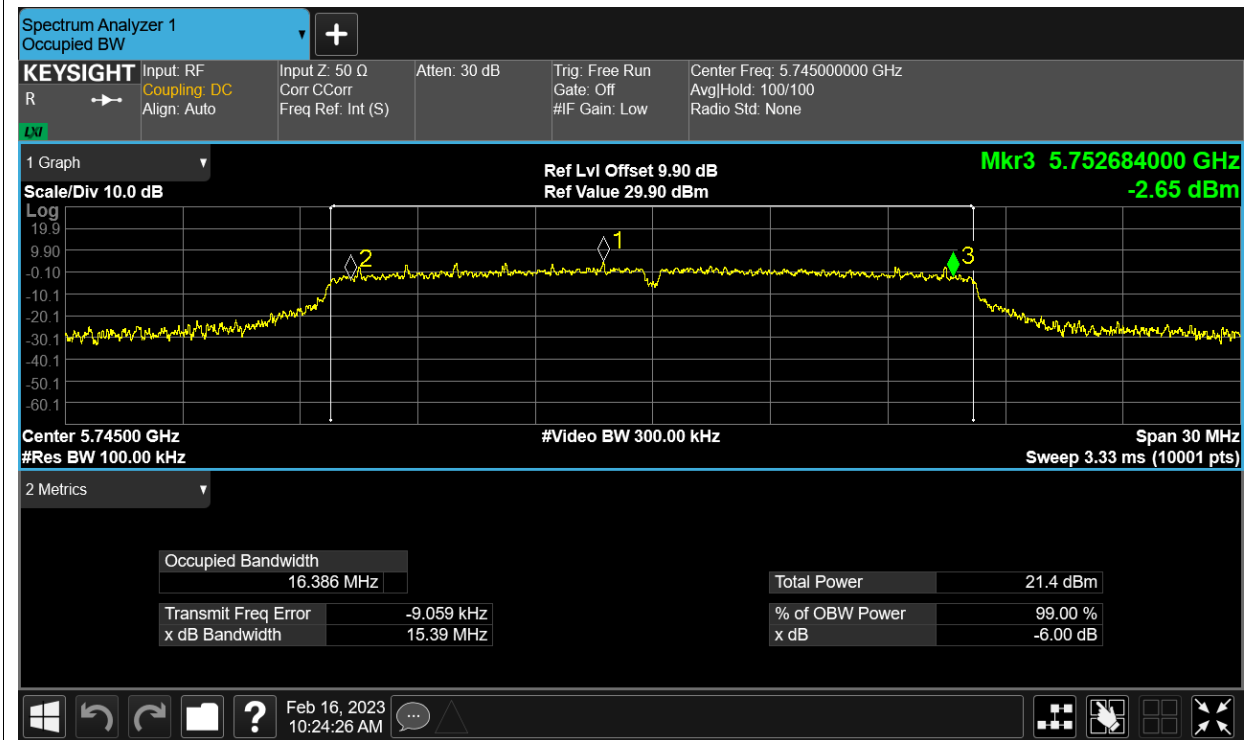 Spectrum Analyzer 1
Occupied BW
KEYSIGHT
R
LXI
Input: RF
Coupling: DC
Align: Auto
Input Z: 50 Ω
Corr CCorr
Freq Ref: Int (S)
Atten: 30 dB
Trig: Free Run
Gate: Off
#IF Gain: Low
Center Freq: 5.745000000 GHz
Avg|Hold: 100/100
Radio Std: None
1 Graph
Scale/Div 10.0 dB
Ref Lvl Offset 9.90 dB
Ref Value 29.90 dBm
Mkr3 5.752684000 GHz
-2.65 dBm
Log
19.9
9.90
-0.10
-10.1
-20.1
-30.1
-40.1
-50.1
-60.1
1
2
3
Center 5.74500 GHz
#Video BW 300.00 kHz
Span 30 MHz
#Res BW 100.00 kHz
Sweep 3.33 ms (10001 pts)
2 Metrics
Occupied Bandwidth
16.386 MHz
Total Power 21.4 dBm
Transmit Freq Error -9.059 kHz
% of OBW Power 99.00 %
x dB Bandwidth 15.39 MHz
x dB -6.00 dB
?
Feb 16, 2023
10:24:26 AM